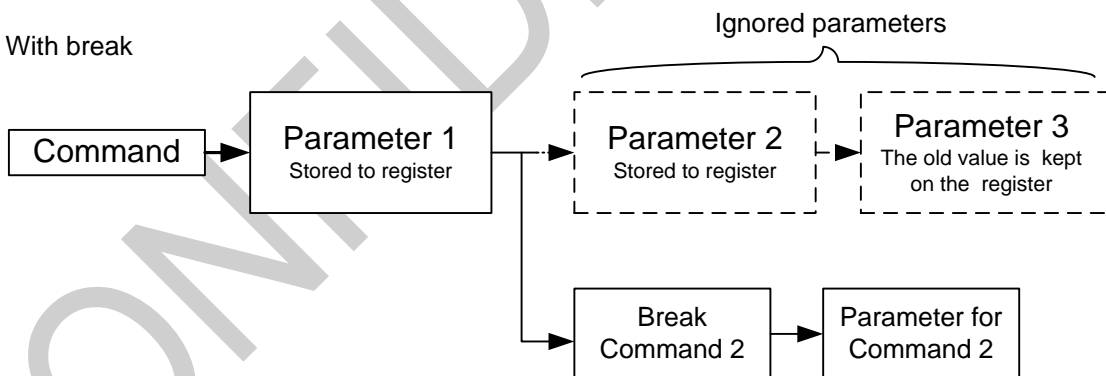 With break
Ignored parameters
Command
Parameter 1
Stored to register
Parameter 2
Stored to register
Parameter 3
The old value is kept
on the register
Break
Command 2
Parameter for
Command 2
ONFID